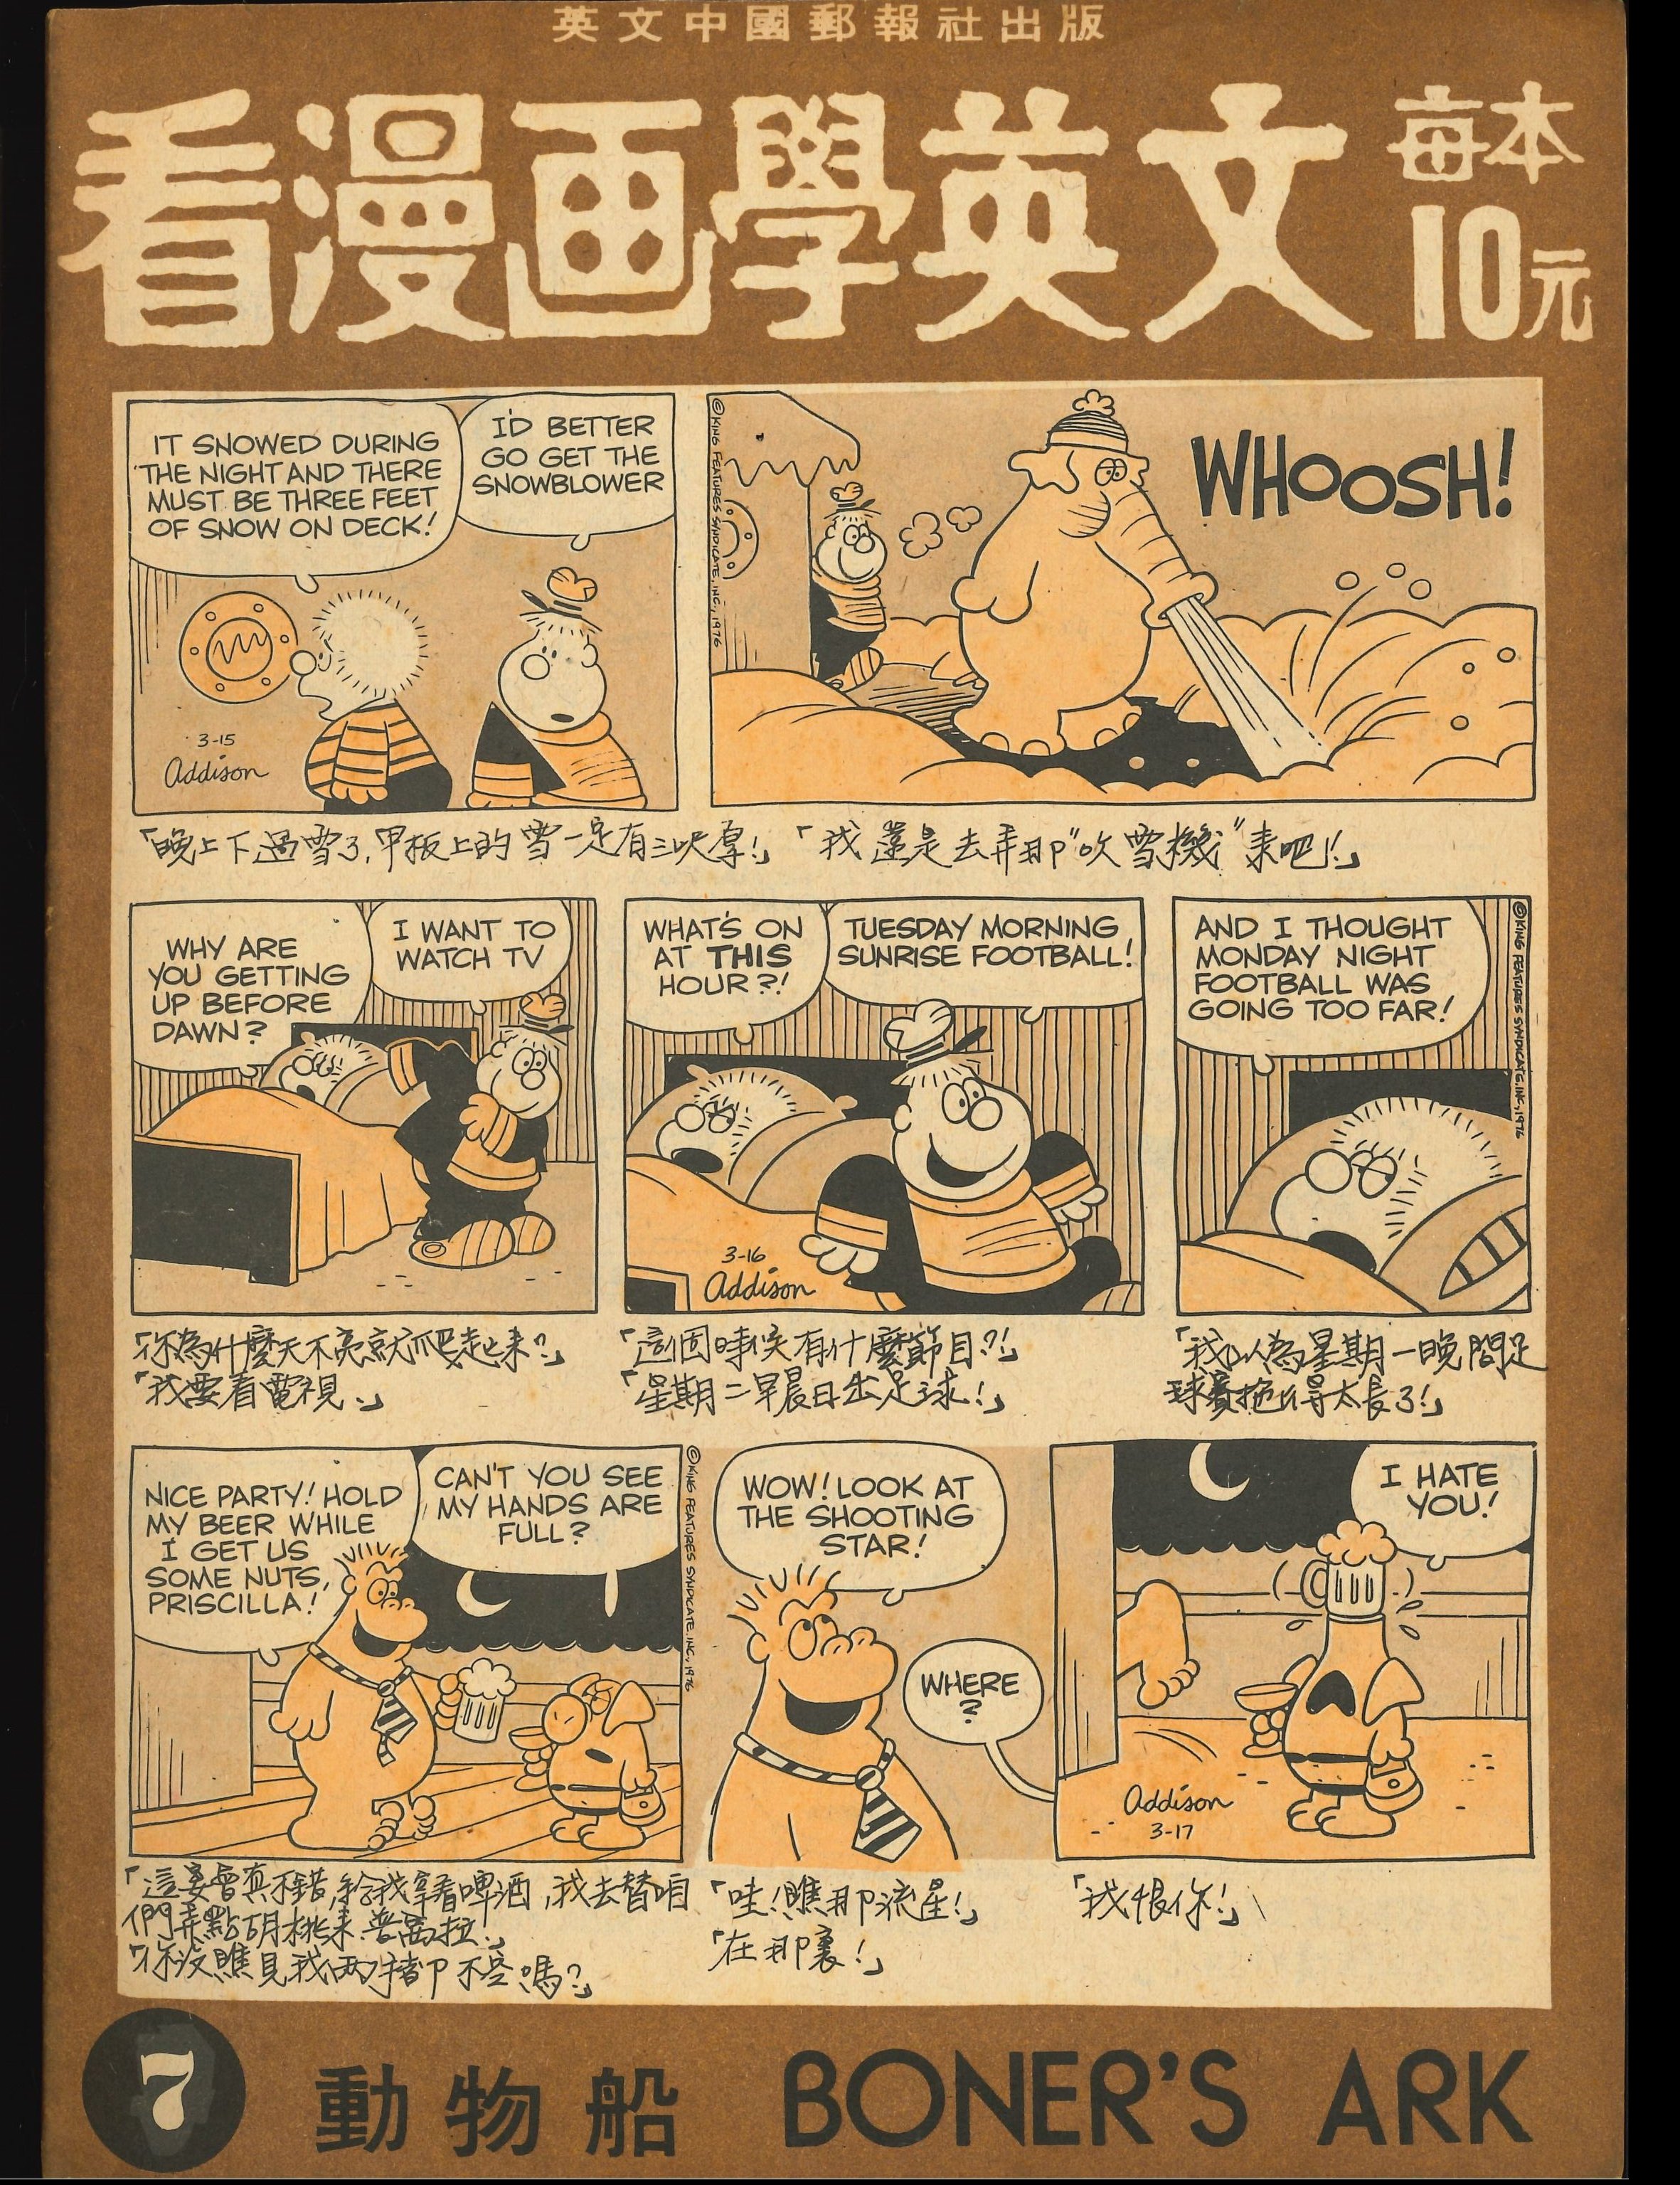 英文中國郵報社出版
看漫画學英文
每本
10元
IT SNOWED DURING
THE NIGHT AND THERE
MUST BE THREE FEET
OF SNOW ON DECK!
I'D BETTER
GO GET THE
SNOWBLOWER
3-15
Addison
© KING FEATURES SYNDICATE, INC., 1976
WHOOSH!
「晚上下過雪了,甲板上的雪一定有三呎厚!」「我還是去弄那“吹雪機”來吧!」
WHY ARE
YOU GETTING
UP BEFORE
DAWN?
I WANT TO
WATCH TV
WHAT'S ON
AT THIS
HOUR?!
TUESDAY MORNING
SUNRISE FOOTBALL!
3-16
Addison
AND I THOUGHT
MONDAY NIGHT
FOOTBALL WAS
GOING TOO FAR!
© KING FEATURES SYNDICATE, INC., 1976
「你為什麼天不亮就爬起來?」
「我要看電視.」
「這個時候有什麼節目?!」
「星期二早晨日出足球!」
「我以為星期一晚間足
球賽拖得太長了!」
NICE PARTY! HOLD
MY BEER WHILE
I GET US
SOME NUTS,
PRISCILLA!
CAN'T YOU SEE
MY HANDS ARE
FULL?
© KING FEATURES SYNDICATE, INC., 1976
WOW! LOOK AT
THE SHOOTING
STAR!
WHERE
?
I HATE
YOU!
Addison
3-17
「這宴會真不錯,給我拿着啤酒,我去替咱
們弄點胡桃來.普麗拉.」
「你沒瞧見我兩手都不空嗎?」
「哇!瞧那流星!」
「在那裏!」
「我恨你!」
7
動物船 BONER'S ARK